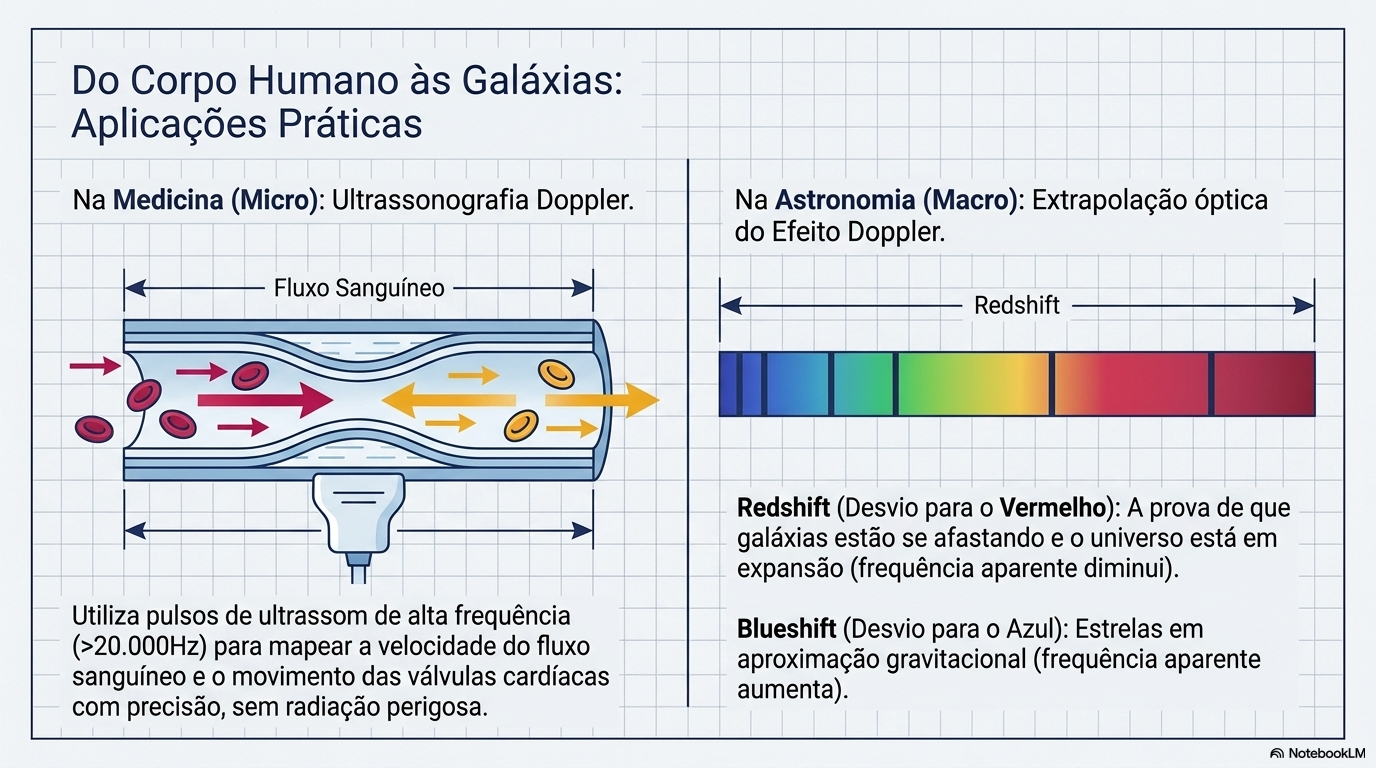 Do Corpo Humano às Galáxias:
Aplicações Práticas
Na Medicina (Micro): Ultrassonografia Doppler.
Fluxo Sanguíneo
Utiliza pulsos de ultrassom de alta frequência
(>20.000Hz) para mapear a velocidade do fluxo
sanguíneo e o movimento das válvulas cardíacas
com precisão, sem radiação perigosa.
Na Astronomia (Macro): Extrapolação óptica
do Efeito Doppler.
Redshift
Redshift (Desvio para o Vermelho): A prova de que
galáxias estão se afastando e o universo está em
expansão (frequência aparente diminui).
Blueshift (Desvio para o Azul): Estrelas em
aproximação gravitacional (frequência aparente
aumenta).
NotebookLM